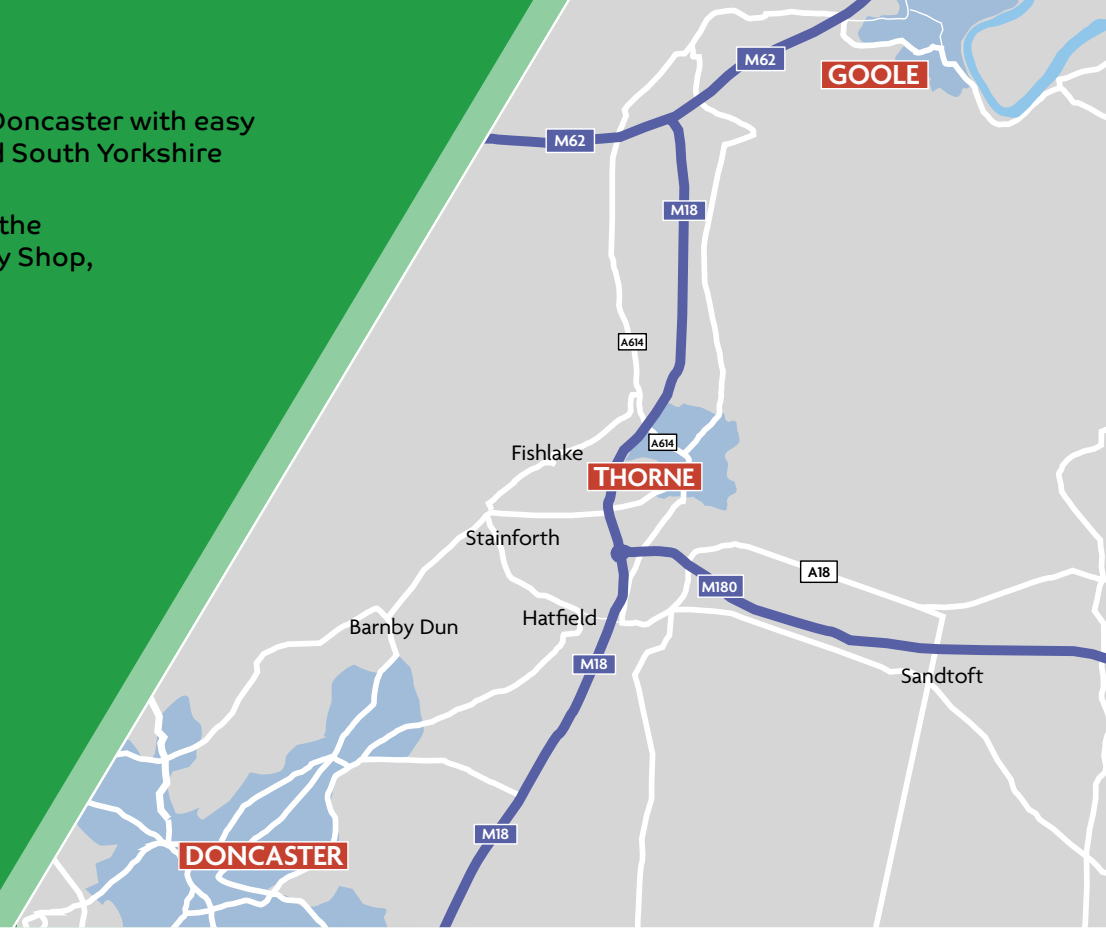 Doncaster with easy
South Yorkshire
the
Shop,
M62
GOOLE
M62
M18
A614
A614
Fishlake
THORNE
Stainforth
A18
M180
Hatfield
Barnby Dun
M18
Sandtoft
M18
DONCASTER